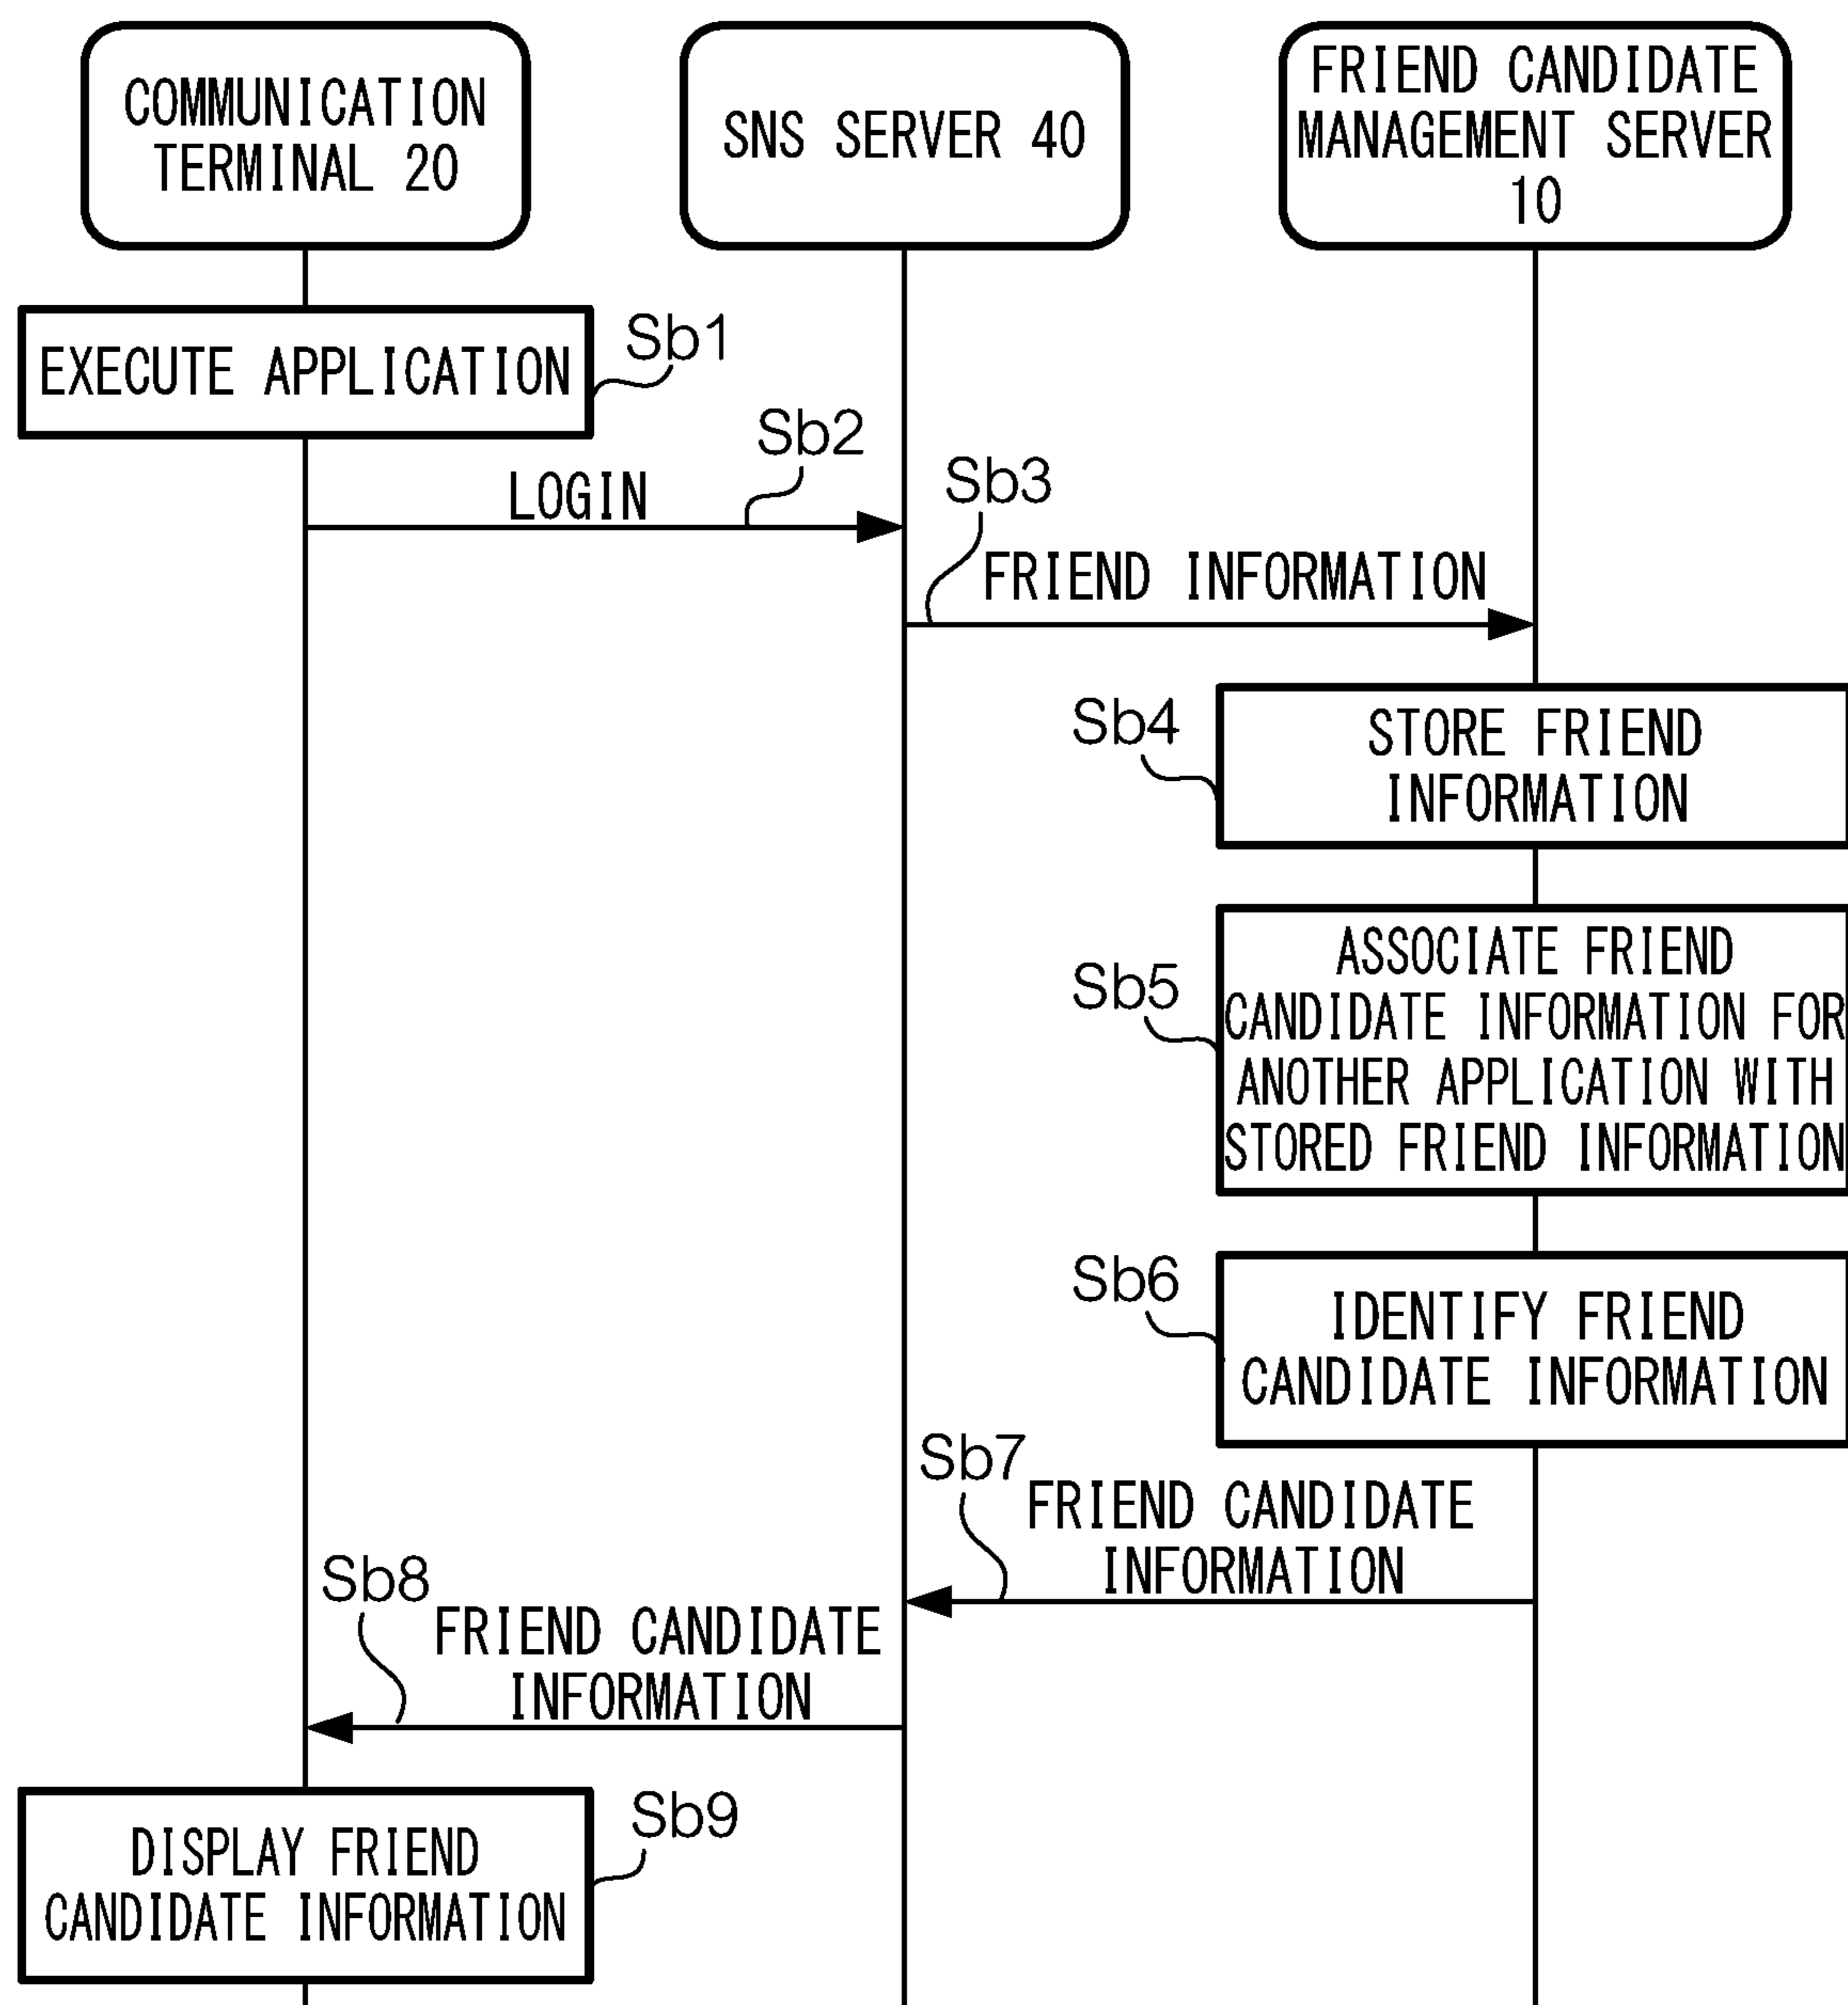 COMMUNICATION
TERMINAL 20
SNS SERVER 40
FRIEND CANDIDATE
MANAGEMENT SERVER
10
EXECUTE APPLICATION
Sb1
Sb2
LOGIN
Sb3
FRIEND INFORMATION
Sb4
STORE FRIEND
INFORMATION
Sb5
ASSOCIATE FRIEND
CANDIDATE INFORMATION FOR
ANOTHER APPLICATION WITH
STORED FRIEND INFORMATION
Sb6
IDENTIFY FRIEND
CANDIDATE INFORMATION
Sb7
FRIEND CANDIDATE
INFORMATION
Sb8
FRIEND CANDIDATE
INFORMATION
DISPLAY FRIEND
CANDIDATE INFORMATION
Sb9